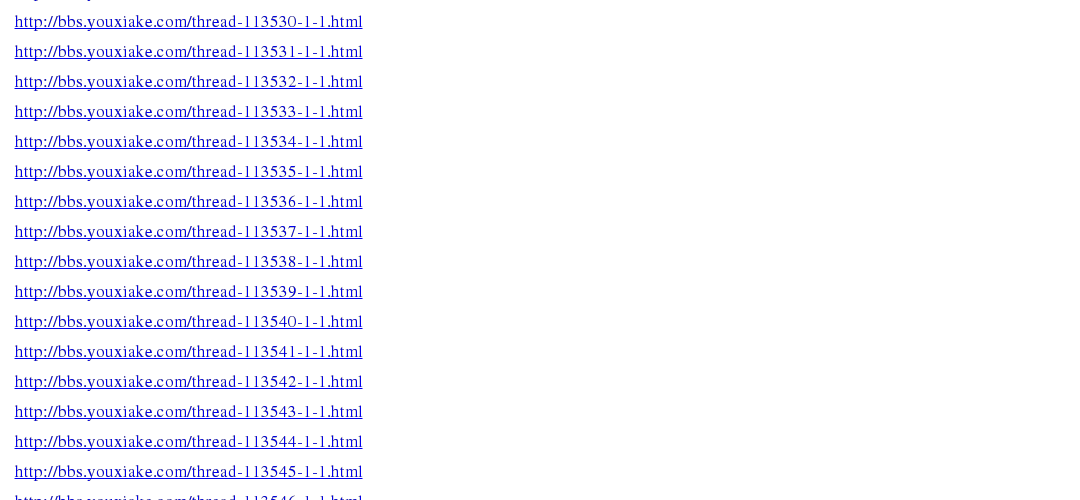 http://bbs.youxiake.com/thread-113530-1-1.html
http://bbs.youxiake.com/thread-113531-1-1.html
http://bbs.youxiake.com/thread-113532-1-1.html
http://bbs.youxiake.com/thread-113533-1-1.html
http://bbs.youxiake.com/thread-113534-1-1.html
http://bbs.youxiake.com/thread-113535-1-1.html
http://bbs.youxiake.com/thread-113536-1-1.html
http://bbs.youxiake.com/thread-113537-1-1.html
http://bbs.youxiake.com/thread-113538-1-1.html
http://bbs.youxiake.com/thread-113539-1-1.html
http://bbs.youxiake.com/thread-113540-1-1.html
http://bbs.youxiake.com/thread-113541-1-1.html
http://bbs.youxiake.com/thread-113542-1-1.html
http://bbs.youxiake.com/thread-113543-1-1.html
http://bbs.youxiake.com/thread-113544-1-1.html
http://bbs.youxiake.com/thread-113545-1-1.html